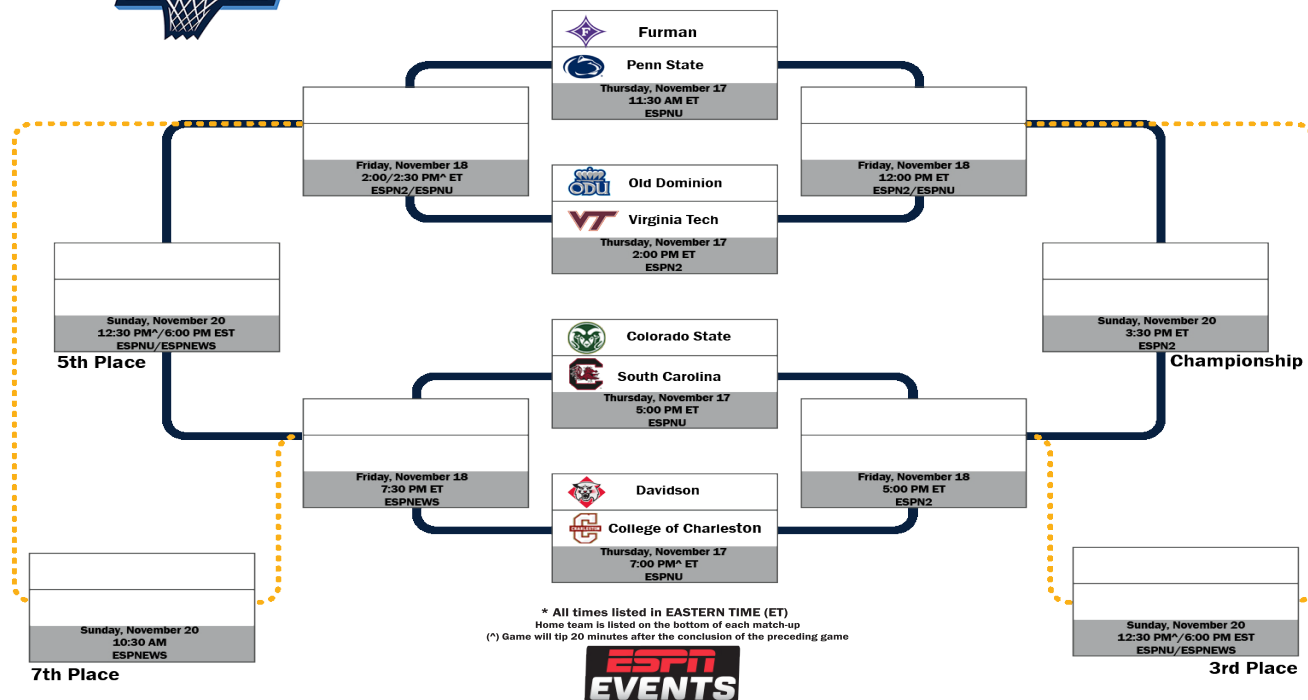 F
Furman
Penn State
Thursday, November 17
11:30 AM ET
ESPNU
Friday, November 18
2:00/2:30 PM^ ET
ESPN2/ESPNU
Friday, November 18
12:00 PM ET
ESPN2/ESPNU
ODU
Old Dominion
VT
Virginia Tech
Thursday, November 17
2:00 PM ET
ESPN2
Sunday, November 20
12:30 PM^/6:00 PM EST
ESPNU/ESPNEWS
5th Place
Colorado State
C
South Carolina
Thursday, November 17
5:00 PM ET
ESPNU
Sunday, November 20
3:30 PM ET
ESPN2
Championship
Friday, November 18
7:30 PM ET
ESPNEWS
Friday, November 18
5:00 PM ET
ESPN2
Davidson
C
CHARLESTON
College of Charleston
Thursday, November 17
7:00 PM^ ET
ESPNU
Sunday, November 20
10:30 AM
ESPNEWS
7th Place
Sunday, November 20
12:30 PM^/6:00 PM EST
ESPNU/ESPNEWS
3rd Place
* All times listed in EASTERN TIME (ET)
Home team is listed on the bottom of each match-up
(^) Game will tip 20 minutes after the conclusion of the preceding game
ESPN
EVENTS